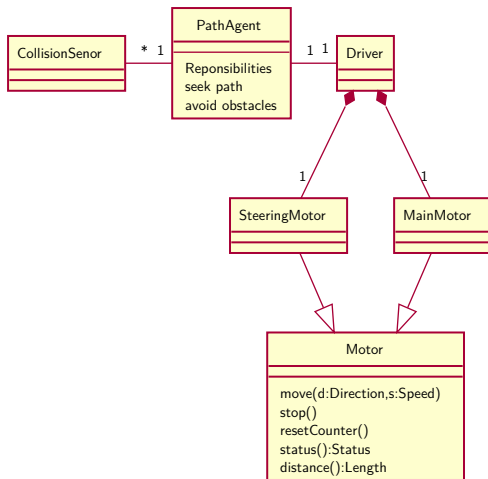 CollisionSenor
* 1
PathAgent
Reponsibilities
seek path
avoid obstacles
1 1
Driver
1
1
SteeringMotor
MainMotor
Motor
move(d:Direction,s:Speed)
stop()
resetCounter()
status():Status
distance():Length